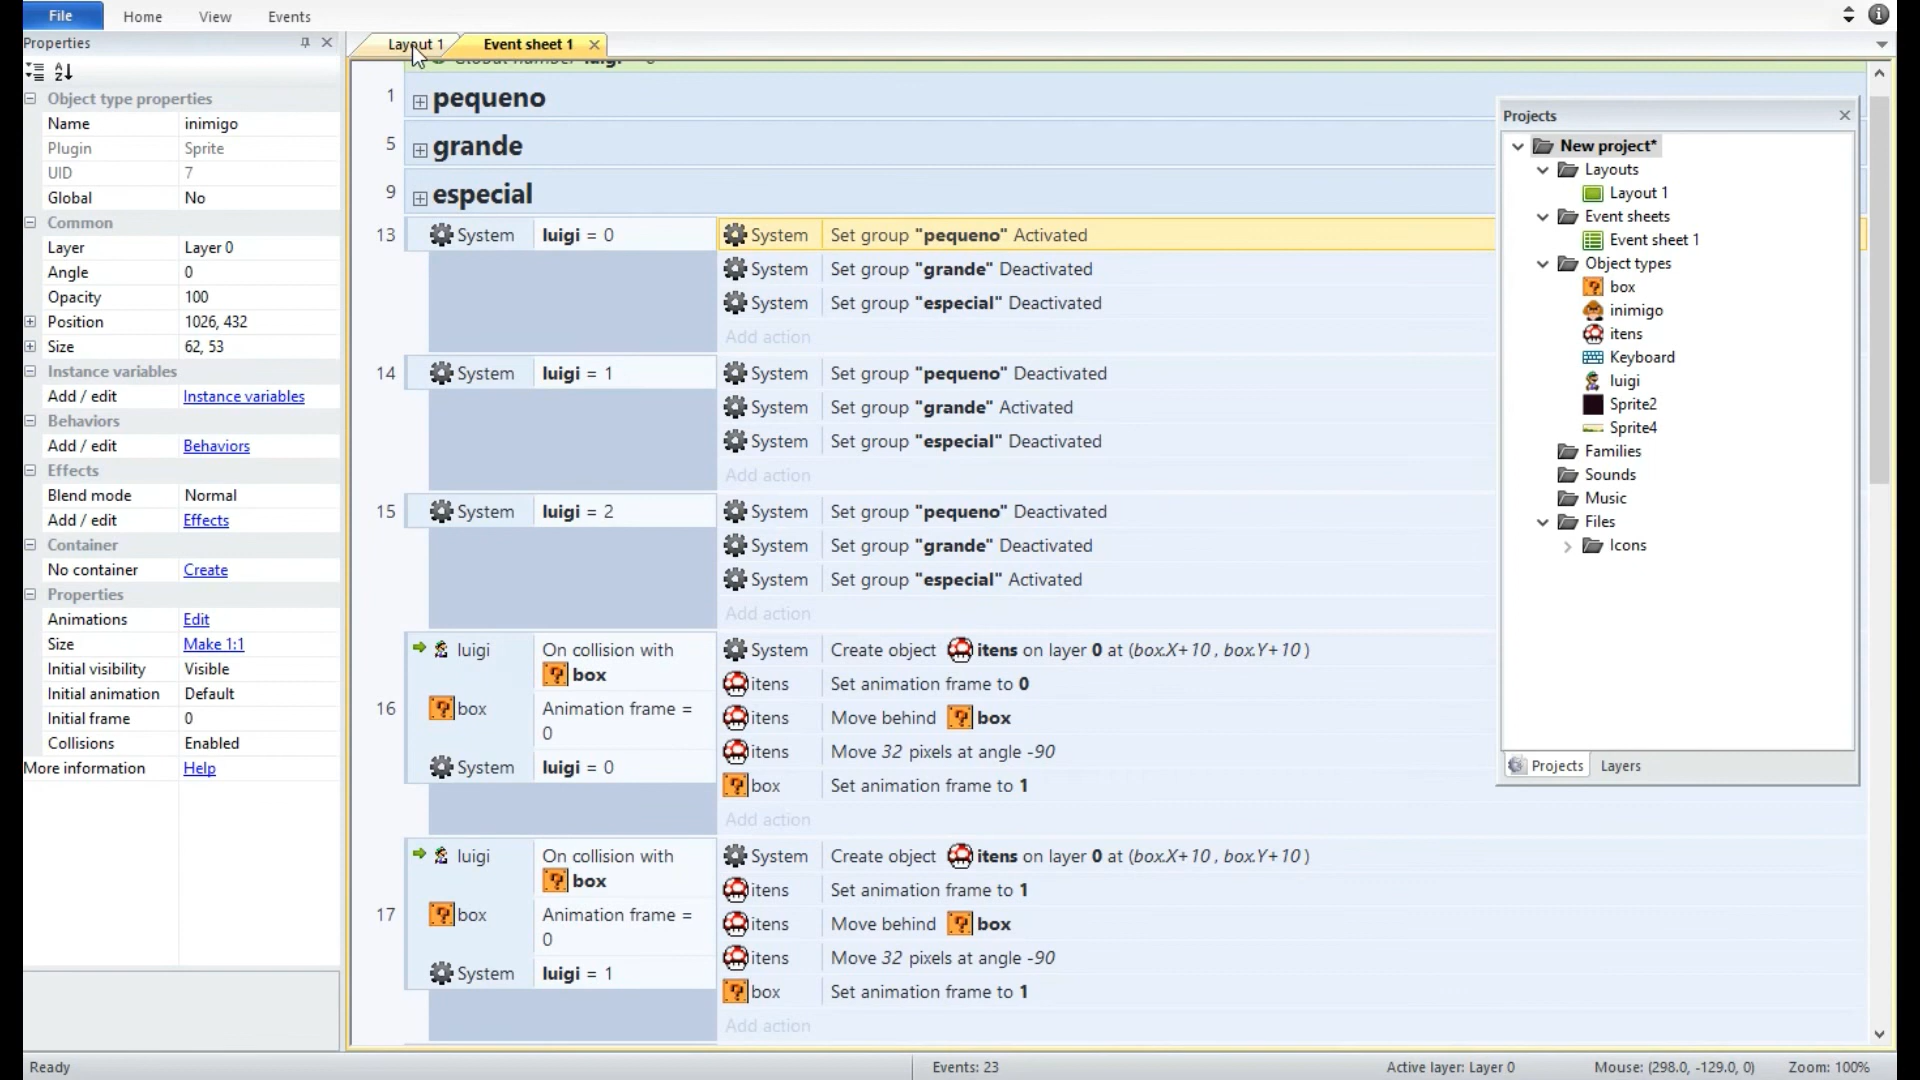 File Home View Events
Properties
Layout 1 Event sheet 1
Object type properties
Name inimigo
Plugin Sprite
UID 7
Global No
Common
Layer Layer 0
Angle 0
Opacity 100
Position 1026, 432
Size 62, 53
Instance variables
Add / edit Instance variables
Behaviors
Add / edit Behaviors
Effects
Blend mode Normal
Add / edit Effects
Container
No container Create
Properties
Animations Edit
Size Make 1:1
Initial visibility Visible
Initial animation Default
Initial frame 0
Collisions Enabled
More information Help
Global number luigi = 0
1 pequeno
5 grande
9 especial
13 System luigi = 0 System Set group "pequeno" Activated
System Set group "grande" Deactivated
System Set group "especial" Deactivated
Add action
14 System luigi = 1 System Set group "pequeno" Deactivated
System Set group "grande" Activated
System Set group "especial" Deactivated
Add action
15 System luigi = 2 System Set group "pequeno" Deactivated
System Set group "grande" Deactivated
System Set group "especial" Activated
Add action
16
luigi On collision with
box
box Animation frame =
0
System luigi = 0
System Create object itens on layer 0 at (box.X+10, box.Y+10)
itens Set animation frame to 0
itens Move behind box
itens Move 32 pixels at angle -90
box Set animation frame to 1
Add action
17
luigi On collision with
box
box Animation frame =
0
System luigi = 1
System Create object itens on layer 0 at (box.X+10, box.Y+10)
itens Set animation frame to 1
itens Move behind box
itens Move 32 pixels at angle -90
box Set animation frame to 1
Add action
Projects
New project*
Layouts
Layout 1
Event sheets
Event sheet 1
Object types
box
inimigo
itens
Keyboard
luigi
Sprite2
Sprite4
Families
Sounds
Music
Files
Icons
Projects Layers
Ready Events: 23 Active layer: Layer 0 Mouse: (298.0, -129.0, 0) Zoom: 100%